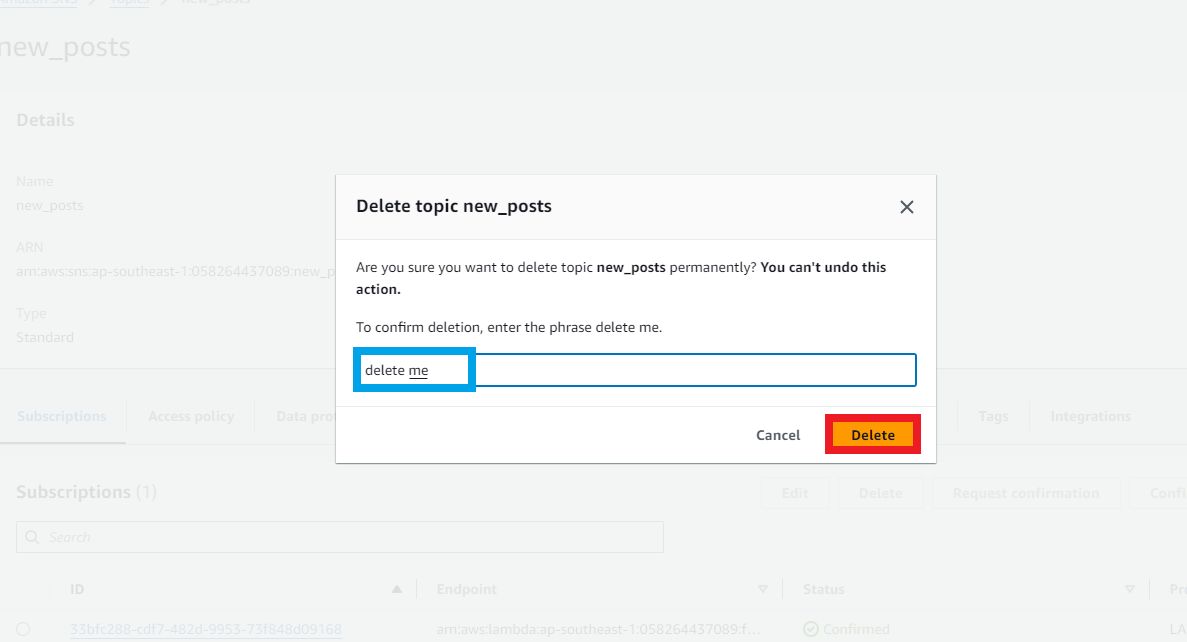 Amazon SNS Topics new_posts
new_posts
Details
Name
new_posts
ARN
arn:aws:sns:ap-southeast-1:058264437089:new_p
Type
Standard
Delete topic new_posts
Are you sure you want to delete topic new_posts permanently? You can't undo this
action.
To confirm deletion, enter the phrase delete me.
delete me
Cancel Delete
Subscriptions Access policy Data pro Tags Integrations
Subscriptions (1) Edit Delete Request confirmation Confi
Search
ID Endpoint Status Pr
33bfc288-cdf7-482d-9953-73f848d09168 arn:aws:lambda:ap-southeast-1:058264437089:f... Confirmed LA